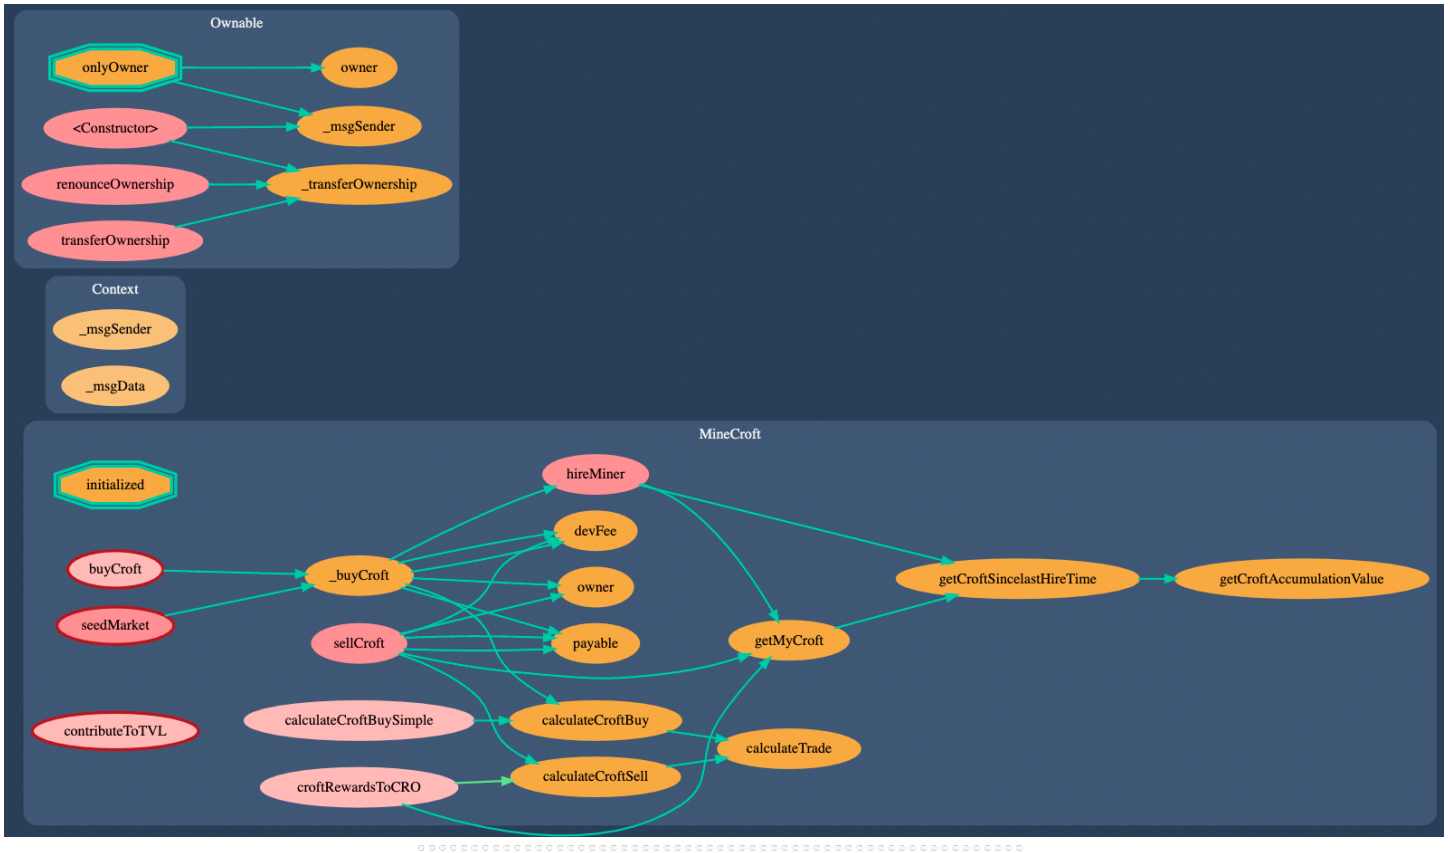 Ownable
onlyOwner
owner
<Constructor>
_msgSender
renounceOwnership
_transferOwnership
transferOwnership
Context
_msgSender
_msgData
MineCroft
initialized
hireMiner
devFee
buyCroft
_buyCroft
owner
getCroftSincelastHireTime
getCroftAccumulationValue
seedMarket
sellCroft
payable
getMyCroft
contributeToTVL
calculateCroftBuySimple
calculateCroftBuy
calculateTrade
croftRewardsToCRO
calculateCroftSell